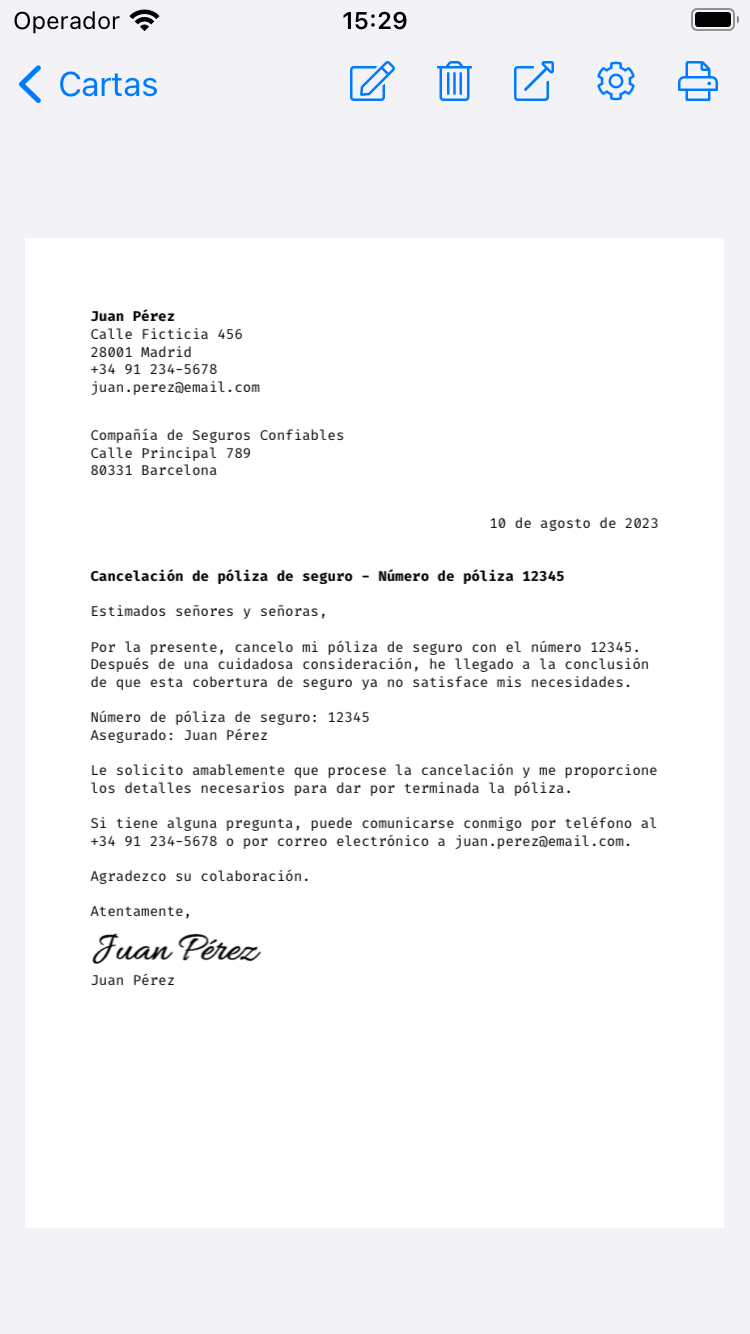 Operador
15:29
Cartas
Juan Pérez
Calle Ficticia 456
28001 Madrid
+34 91 234-5678
juan.perez@email.com
Compañía de Seguros Confiables
Calle Principal 789
80331 Barcelona
10 de agosto de 2023
Cancelación de póliza de seguro - Número de póliza 12345
Estimados señores y señoras,
Por la presente, cancelo mi póliza de seguro con el número 12345.
Después de una cuidadosa consideración, he llegado a la conclusión
de que esta cobertura de seguro ya no satisface mis necesidades.
Número de póliza de seguro: 12345
Asegurado: Juan Pérez
Le solicito amablemente que procese la cancelación y me proporcione
los detalles necesarios para dar por terminada la póliza.
Si tiene alguna pregunta, puede comunicarse conmigo por teléfono al
+34 91 234-5678 o por correo electrónico a juan.perez@email.com.
Agradezco su colaboración.
Atentamente,
Juan Pérez
Juan Pérez